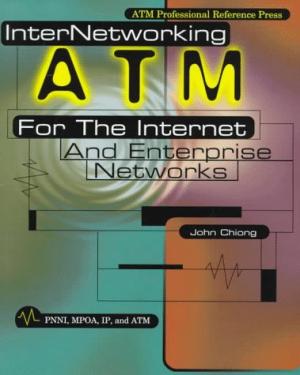 ATM Professional Reference Press
InterNetworking
ATM
For The Internet
And Enterprise
Networks
John Chiong
PNNI, MPOA, IP, and ATM